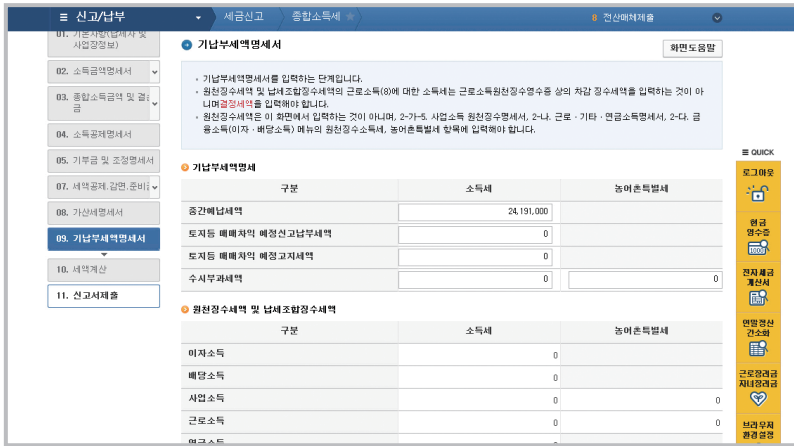 ≡ 신고/납부
세금신고
종합소득세 ★
8 전산매체제출
01. 기본사항(납세자 및
사업장정보)
02. 소득금액명세서
03. 종합소득금액 및 결손
금
04. 소득공제명세서
05. 기부금 및 조정명세서
07. 세액공제.감면.준비금
08. 가산세명세서
09. 기납부세액명세서
10. 세액계산
11. 신고서제출
기납부세액명세서
화면도움말
• 기납부세액명세서를 입력하는 단계입니다.
• 원천징수세액 및 납세조합징수세액의 근로소득(8)에 대한 소득세는 근로소득원천징수영수증 상의 차감 징수세액을 입력하는 것이 아
니며결정세액을 입력해야 합니다.
• 원천징수세액은 이 화면에서 입력하는 것이 아니며, 2-가-5. 사업소득 원천징수명세서, 2-나. 근로·기타·연금소득명세서, 2-다. 금
융소득(이자·배당소득) 메뉴의 원천징수소득세, 농어촌특별세 항목에 입력해야 합니다.
기납부세액명세
구분 소득세 농어촌특별세
중간예납세액 24,191,000
토지등 매매차익 예정신고납부세액 0
토지등 매매차익 예정고지세액 0
수시부과세액 0 0
원천징수세액 및 납세조합징수세액
구분 소득세 농어촌특별세
이자소득 0
배당소득 0
사업소득 0 0
근로소득 0 0
연금소득
≡ QUICK
로그아웃
현금
영수증
전자세금
계산서
연말정산
간소화
근로장려금
자녀장려금
브라우저
환경설정